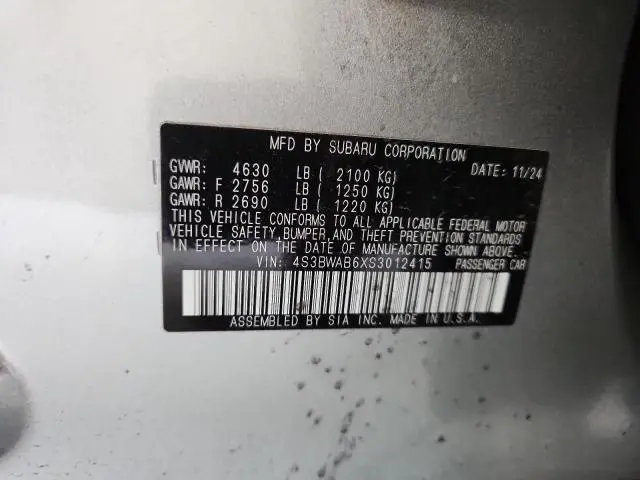 MFD BY SUBARU CORPORATION
GVWR: 4630 LB ( 2100 KG) DATE: 11/24
GAWR: F 2756 LB ( 1250 KG)
GAWR: R 2690 LB ( 1220 KG)
THIS VEHICLE CONFORMS TO ALL APPLICABLE FEDERAL MOTOR
VEHICLE SAFETY, BUMPER, AND THEFT PREVENTION STANDARDS
IN EFFECT ON THE DATE OF MANUFACTURE SHOWN ABOVE.
VIN: 4S3BWAB6XS3012415 PASSENGER CAR
ASSEMBLED BY SIA INC. MADE IN U.S.A.